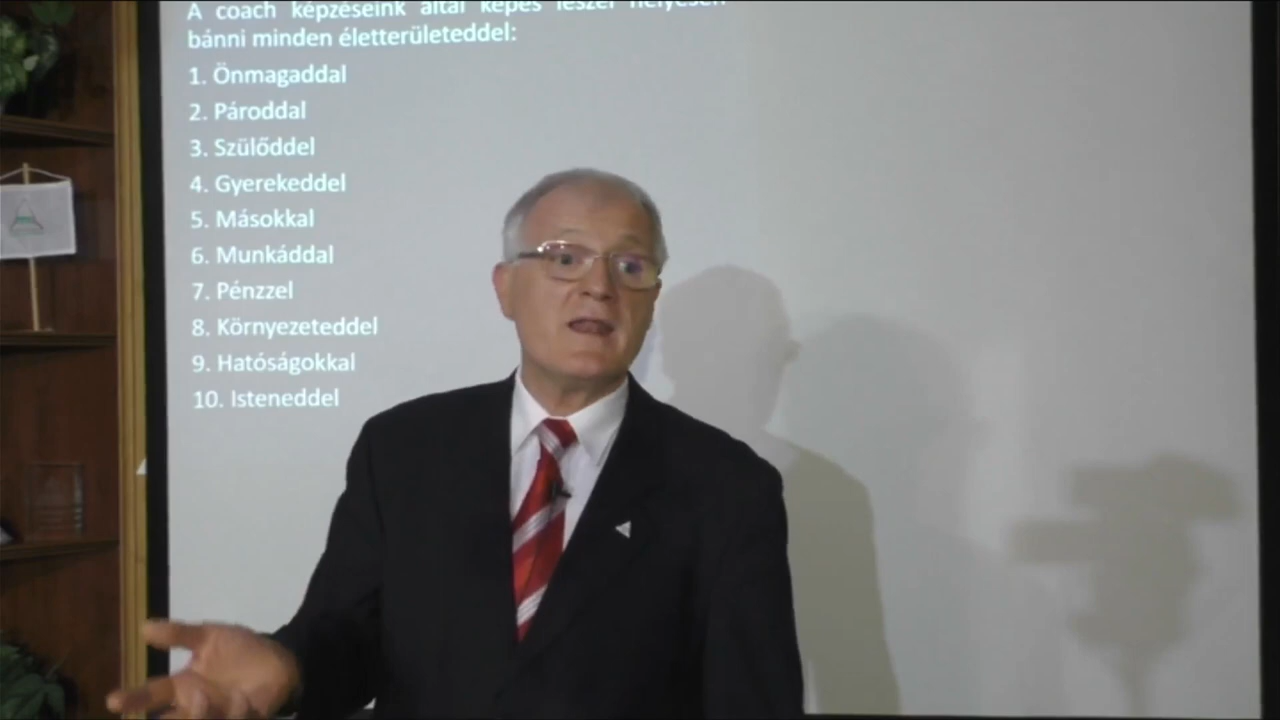 A coach képzéseink által képes leszel helyesen
bánni minden életterületeddel:
1. Önmagaddal
2. Pároddal
3. Szülőddel
4. Gyerekeddel
5. Másokkal
6. Munkáddal
7. Pénzzel
8. Környezeteddel
9. Hatóságokkal
10. Isteneddel